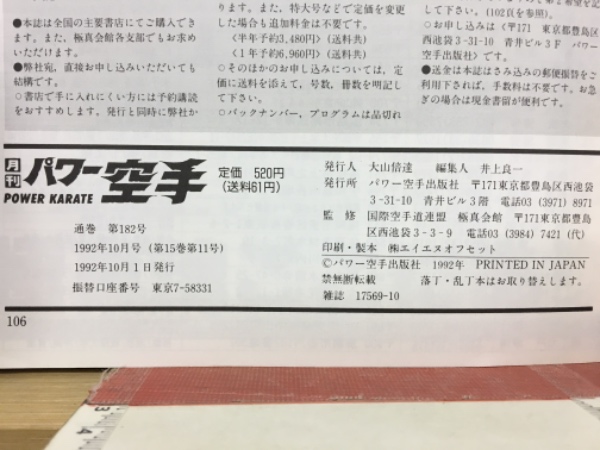 ●本誌は全国の主要書店にてご購入でき
ます。また、極真会館各支部でもお求め
いただけます。
●弊社宛、直接お申し込みいただいても
結構です。
○書店で手に入れにくい方には予約購読
をおすすめします。発行と同時に弊社か
ります。また、特大号などで定価を変更
した場合も追加料金は不要です。
〈半年予約3,480円〉(送料共)
〈1年予約6,960円〉(送料共)
○そのほかのお申し込みについては、定
価に送料を添えて、号数、冊数を明記し
て下さい。
○バックナンバー、プログラムは品切れ
して下さい。(102頁を参照)。
○お申し込みは〈〒171 東京都豊島区
西池袋3-31-10 青井ビル3F パワー
空手出版社〉です。
●送金は本誌はさみ込みの郵便振替をご
利用下されば、手数料は不要です。お急
ぎの場合は現金書留が便利です。
月刊 パワー空手
POWER KARATE
定価 520円
(送料61円)
通巻 第182号
1992年10月号(第15巻第11号)
1992年10月1日発行
振替口座番号 東京7-58331
発行人 大山倍達 編集人 井上良一
発行所 パワー空手出版社 〒171東京都豊島区西池袋
3-31-10 青井ビル3階 電話03(3971)8971
監修 国際空手道連盟 極真会館 〒171東京都豊島
区西池袋3-3-9 電話03(3984)7421(代)
印刷・製本 ㈱エイエヌオフセット
©パワー空手出版社 1992年 PRINTED IN JAPAN
禁無断転載 落丁・乱丁本はお取り替えします。
雑誌 17569-10
106
3
4